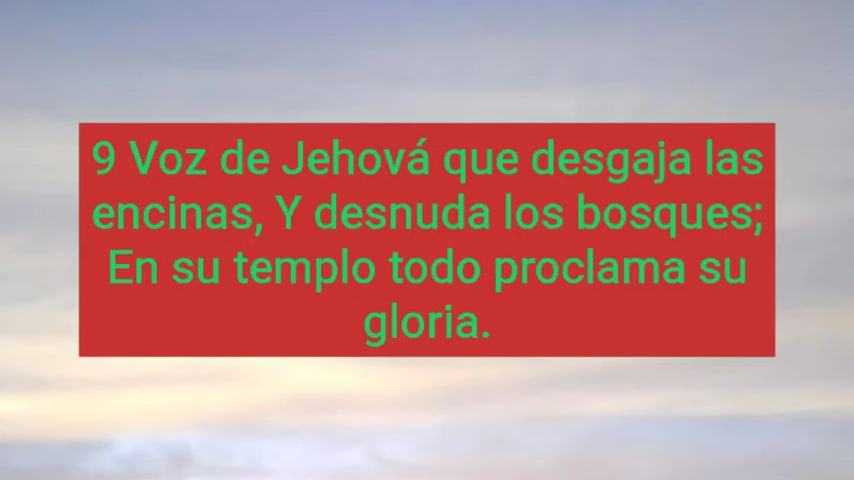 9 Voz de Jehová que desgaja las
encinas, Y desnuda los bosques;
En su templo todo proclama su
gloria.